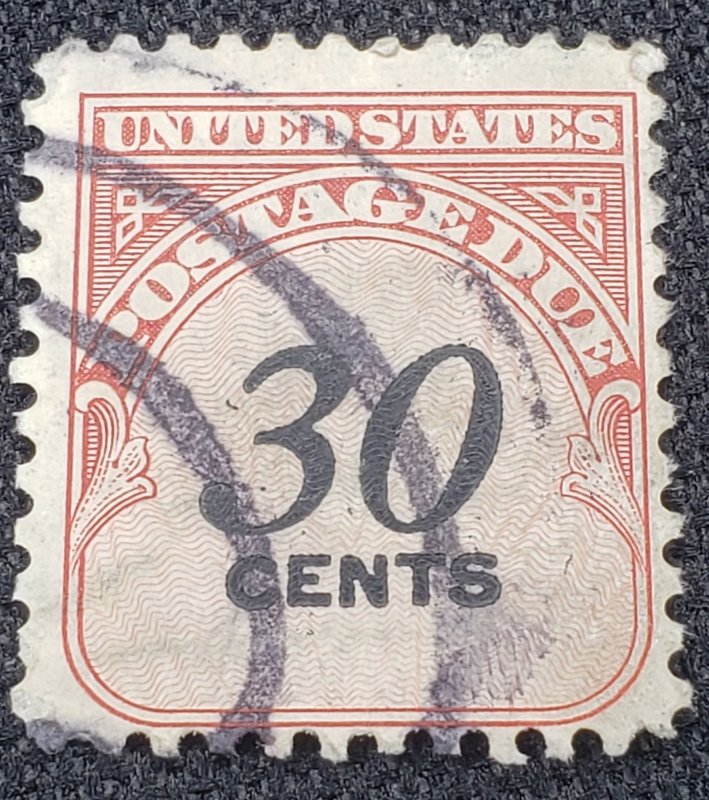 UNITED STATES
POSTAGE DUE
30
CENTS